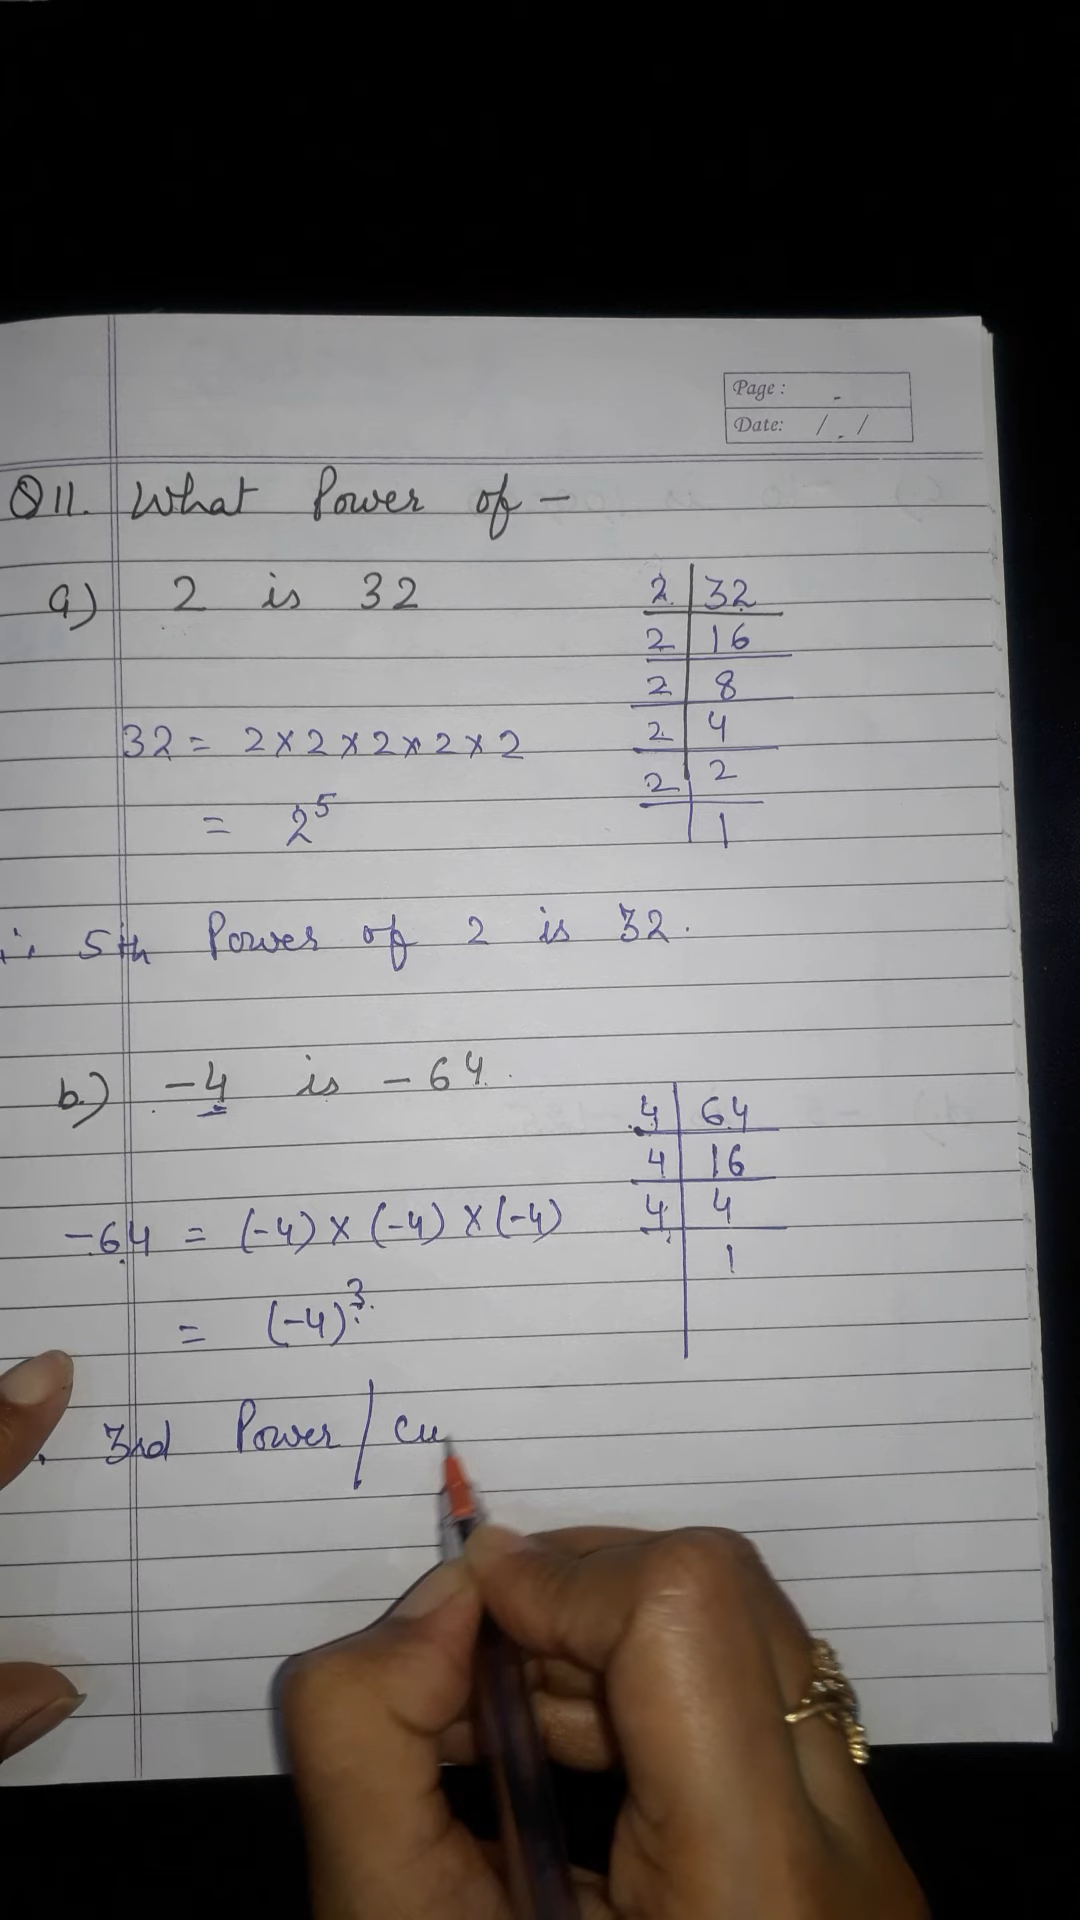 Page :
Date: / /
Q11. What Power of -
a) 2 is 32
2 | 32
2 | 16
2 | 8
2 | 4
2 | 2
1
32 = 2 × 2 × 2 × 2 × 2
= 2⁵
∴ 5th Power of 2 is 32.
b.) -4 is -64.
4 | 64
4 | 16
4 | 4
1
-64 = (-4) × (-4) × (-4)
= (-4)³
3rd Power / Cu